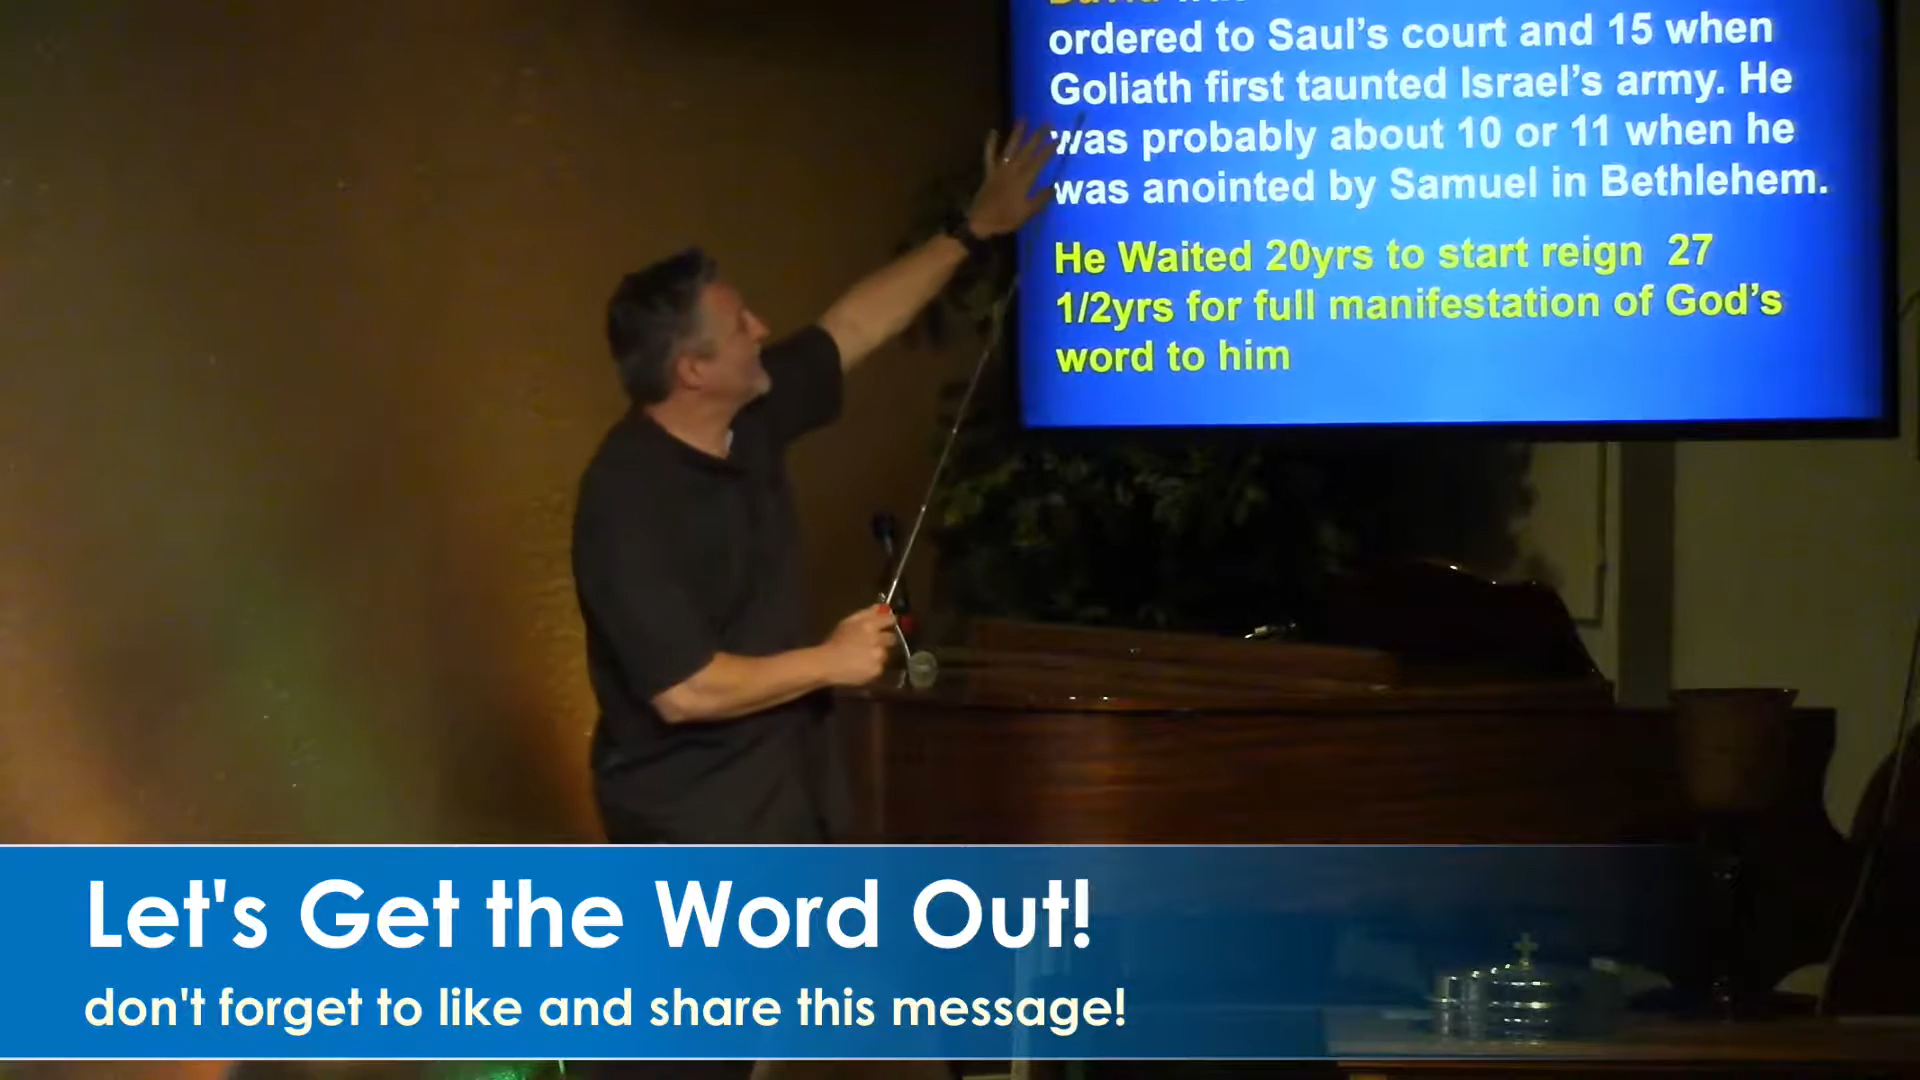 ordered to Saul's court and 15 when
Goliath first taunted Israel's army. He
was probably about 10 or 11 when he
was anointed by Samuel in Bethlehem.
He Waited 20yrs to start reign 27
1/2yrs for full manifestation of God's
word to him
Let's Get the Word Out!
don't forget to like and share this message!